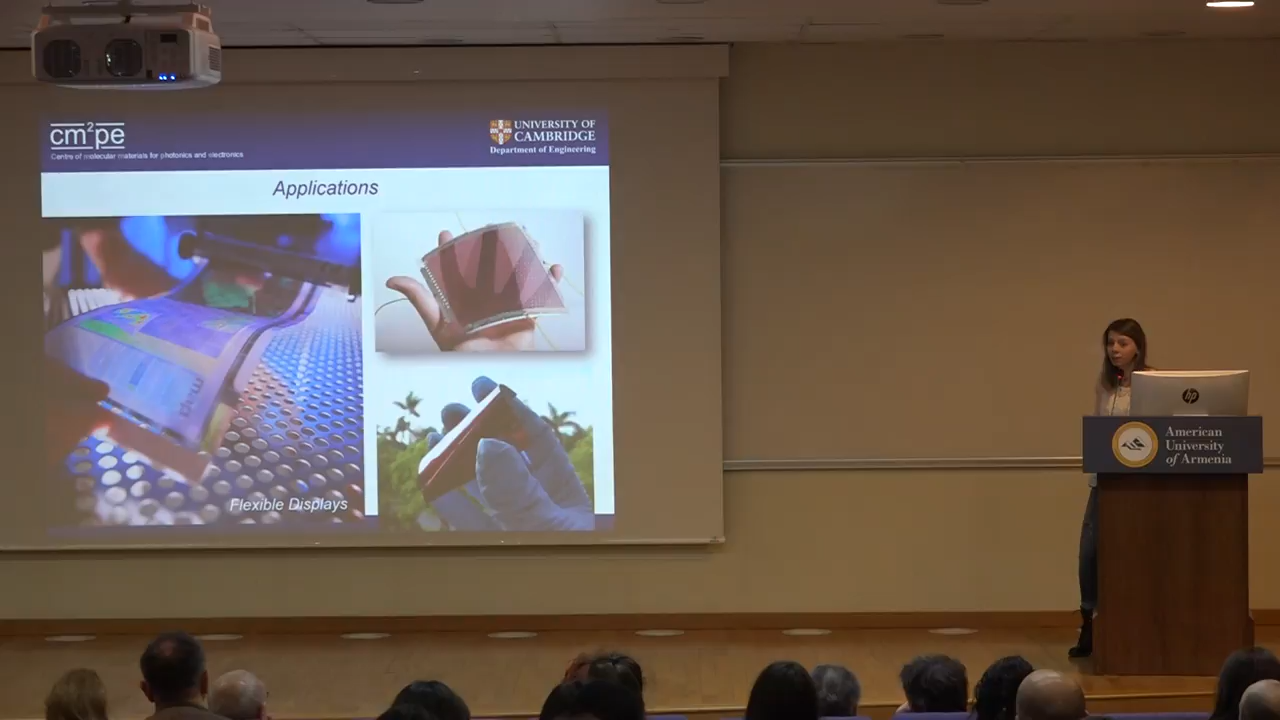 cm²pe
Centre of molecular materials for photonics and electronics
UNIVERSITY OF
CAMBRIDGE
Department of Engineering
Applications
Flexible Displays
hp
American
University
of Armenia